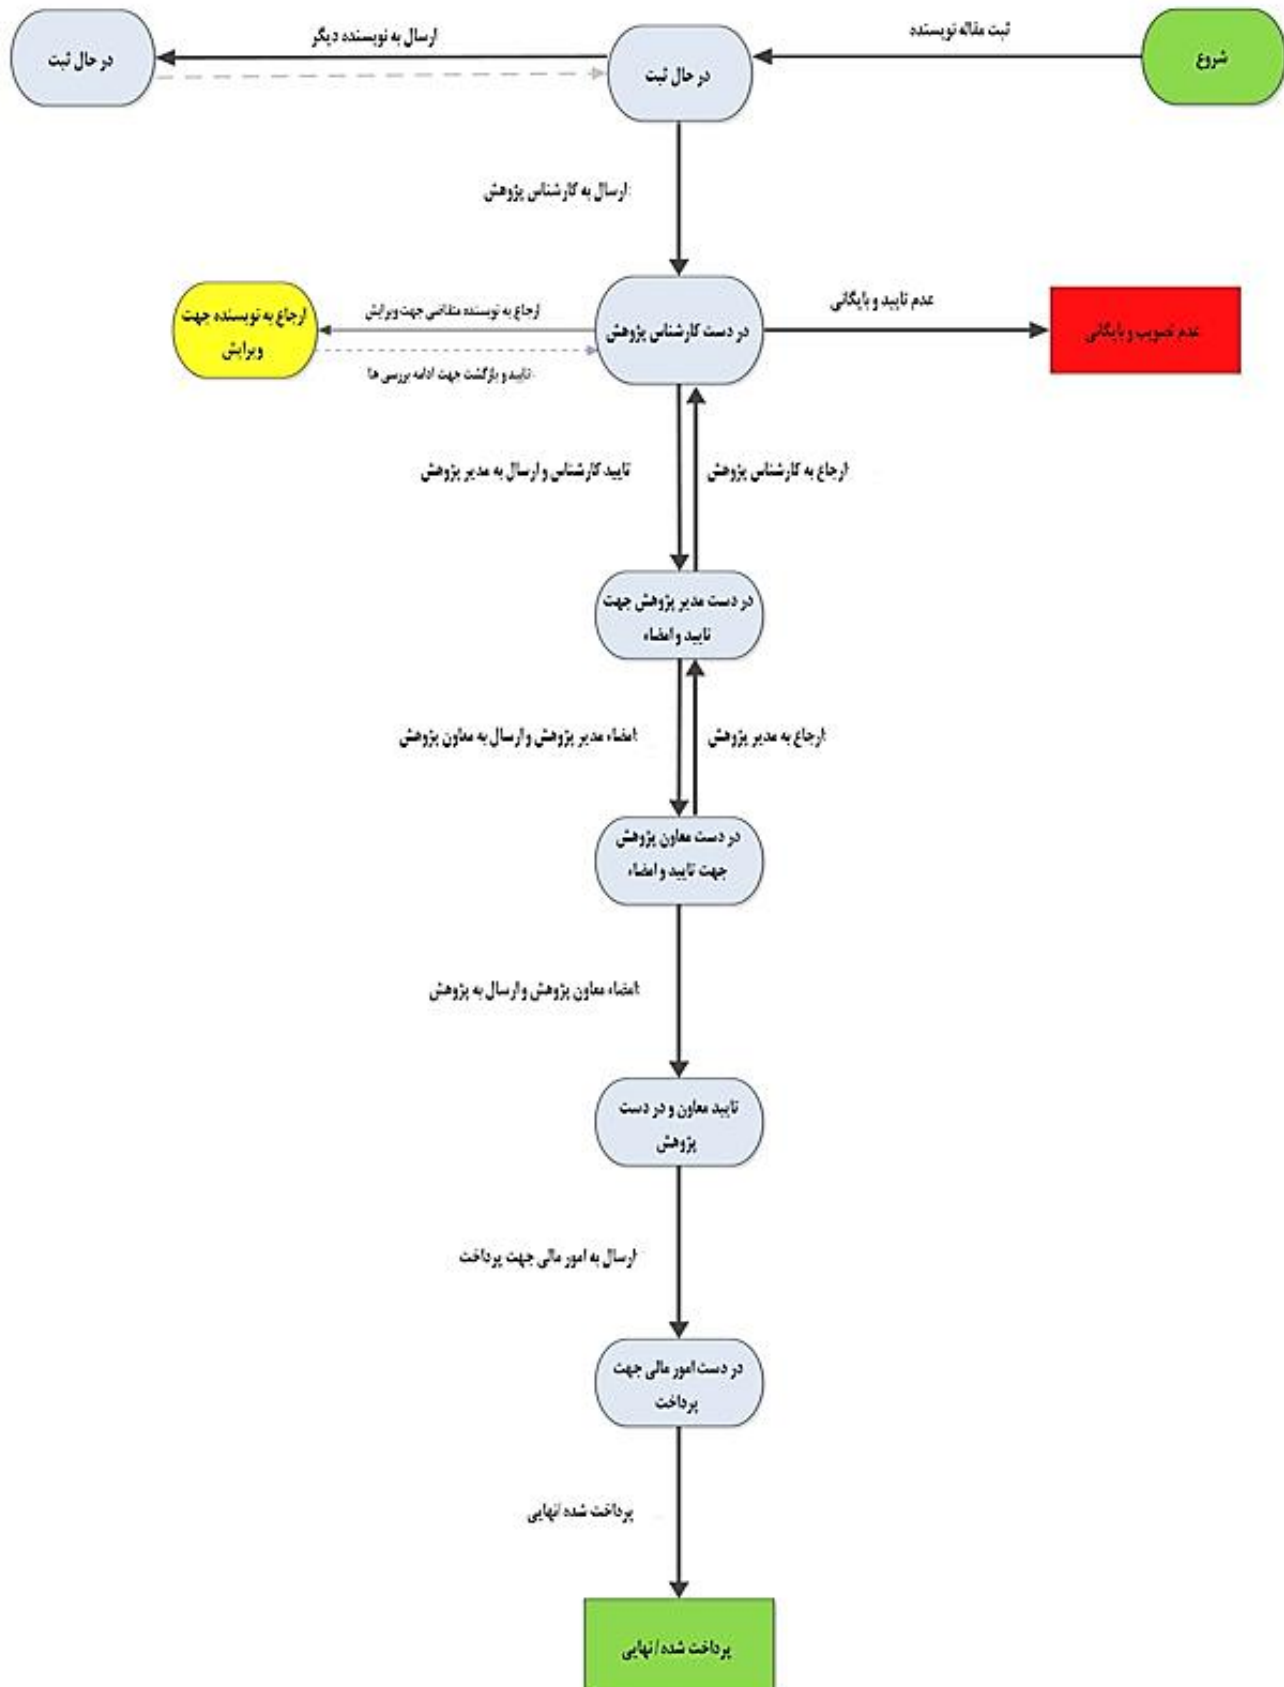 شروع
ثبت مقاله نویسنده
در حال ثبت
ارسال به نویسنده دیگر
در حال ثبت
ارسال به کارشناس پژوهش
عدم تصویب و بایگانی
عدم تایید و بایگانی
در دست کارشناس پژوهش
ارجاع به نویسنده متقاضی جهت ویرایش
تایید و بازگشت جهت ادامه بررسی ها
ارجاع به نویسنده جهت
ویرایش
ارجاع به کارشناس پژوهش
تایید کارشناس و ارسال به مدیر پژوهش
در دست مدیر پژوهش جهت
تایید و امضاء
ارجاع به مدیر پژوهش
امضاء مدیر پژوهش و ارسال به معاون پژوهش
در دست معاون پژوهش
جهت تایید و امضاء
امضاء معاون پژوهش و ارسال به پژوهش
تایید معاون و در دست
پژوهش
ارسال به امور مالی جهت پرداخت
در دست امور مالی جهت
پرداخت
پرداخت شده/نهایی
پرداخت شده/نهایی